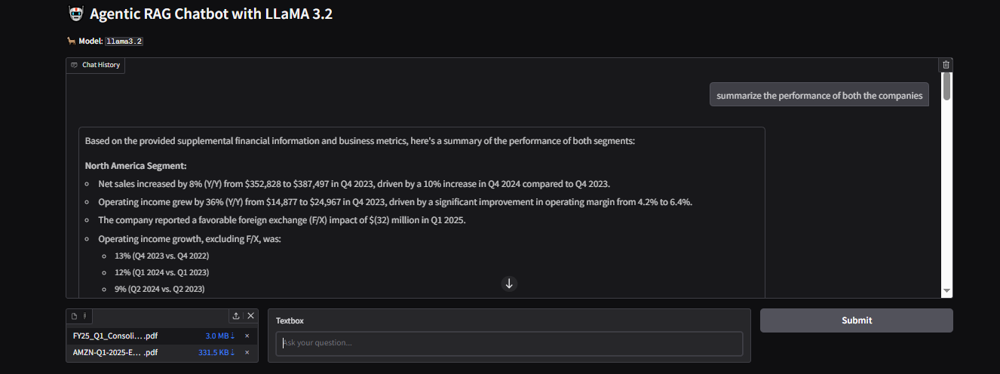 Agentic RAG Chatbot with LLaMA 3.2
Model: llama3.2
Chat History
summarize the performance of both the companies
Based on the provided supplemental financial information and business metrics, here's a summary of the performance of both segments:
North America Segment:
Net sales increased by 8% (Y/Y) from $352,828 to $387,497 in Q4 2023, driven by a 10% increase in Q4 2024 compared to Q4 2023.
Operating income grew by 36% (Y/Y) from $14,877 to $24,967 in Q4 2023, driven by a significant improvement in operating margin from 4.2% to 6.4%.
The company reported a favorable foreign exchange (F/X) impact of $(32) million in Q1 2025.
Operating income growth, excluding F/X, was:
13% (Q4 2023 vs. Q4 2022)
12% (Q1 2024 vs. Q1 2023)
9% (Q2 2024 vs. Q2 2023)
FY25_Q1_Consoli... .pdf 3.0 MB ⇣ ×
AMZN-Q1-2025-E... .pdf 331.5 KB ⇣ ×
Textbox
Ask your question...
Submit